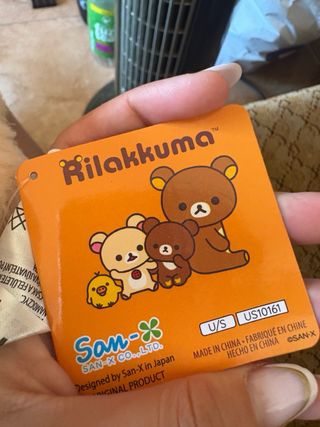 Rilakkuma™
San-X
SAN-X CO., LTD.
U/S US10161
MADE IN CHINA - FABRIQUÉ EN CHINE
HECHO EN CHINA ©SAN-X
Designed by San-X in Japan
ORIGINAL PRODUCT